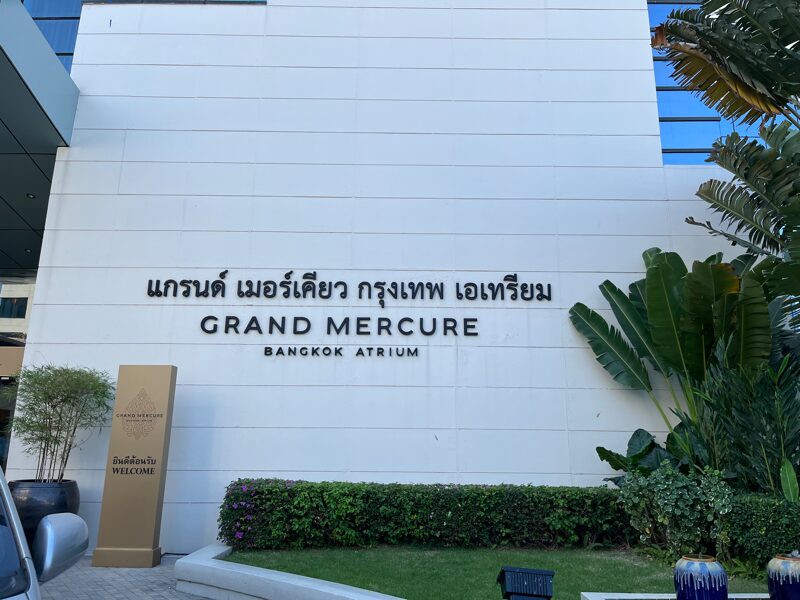 แกรนด์ เมอร์เคียว กรุงเทพ เอเทรียม
GRAND MERCURE
BANGKOK ATRIUM
GRAND MERCURE
BANGKOK ATRIUM
ยินดีต้อนรับ
WELCOME